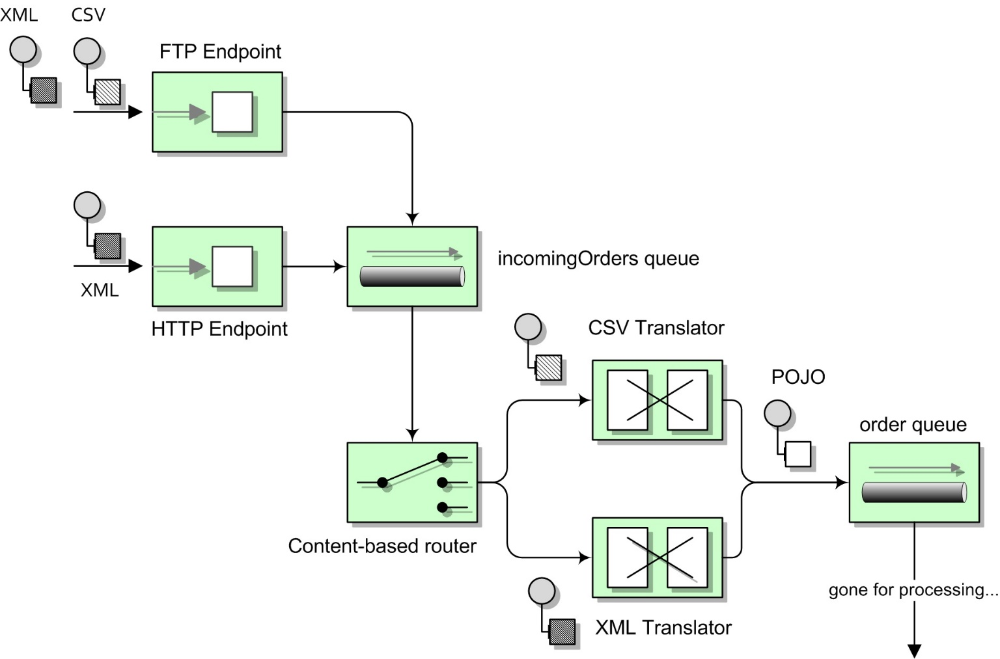 XML
CSV
FTP Endpoint
XML
HTTP Endpoint
incomingOrders queue
CSV Translator
POJO
order queue
Content-based router
gone for processing...
XML Translator